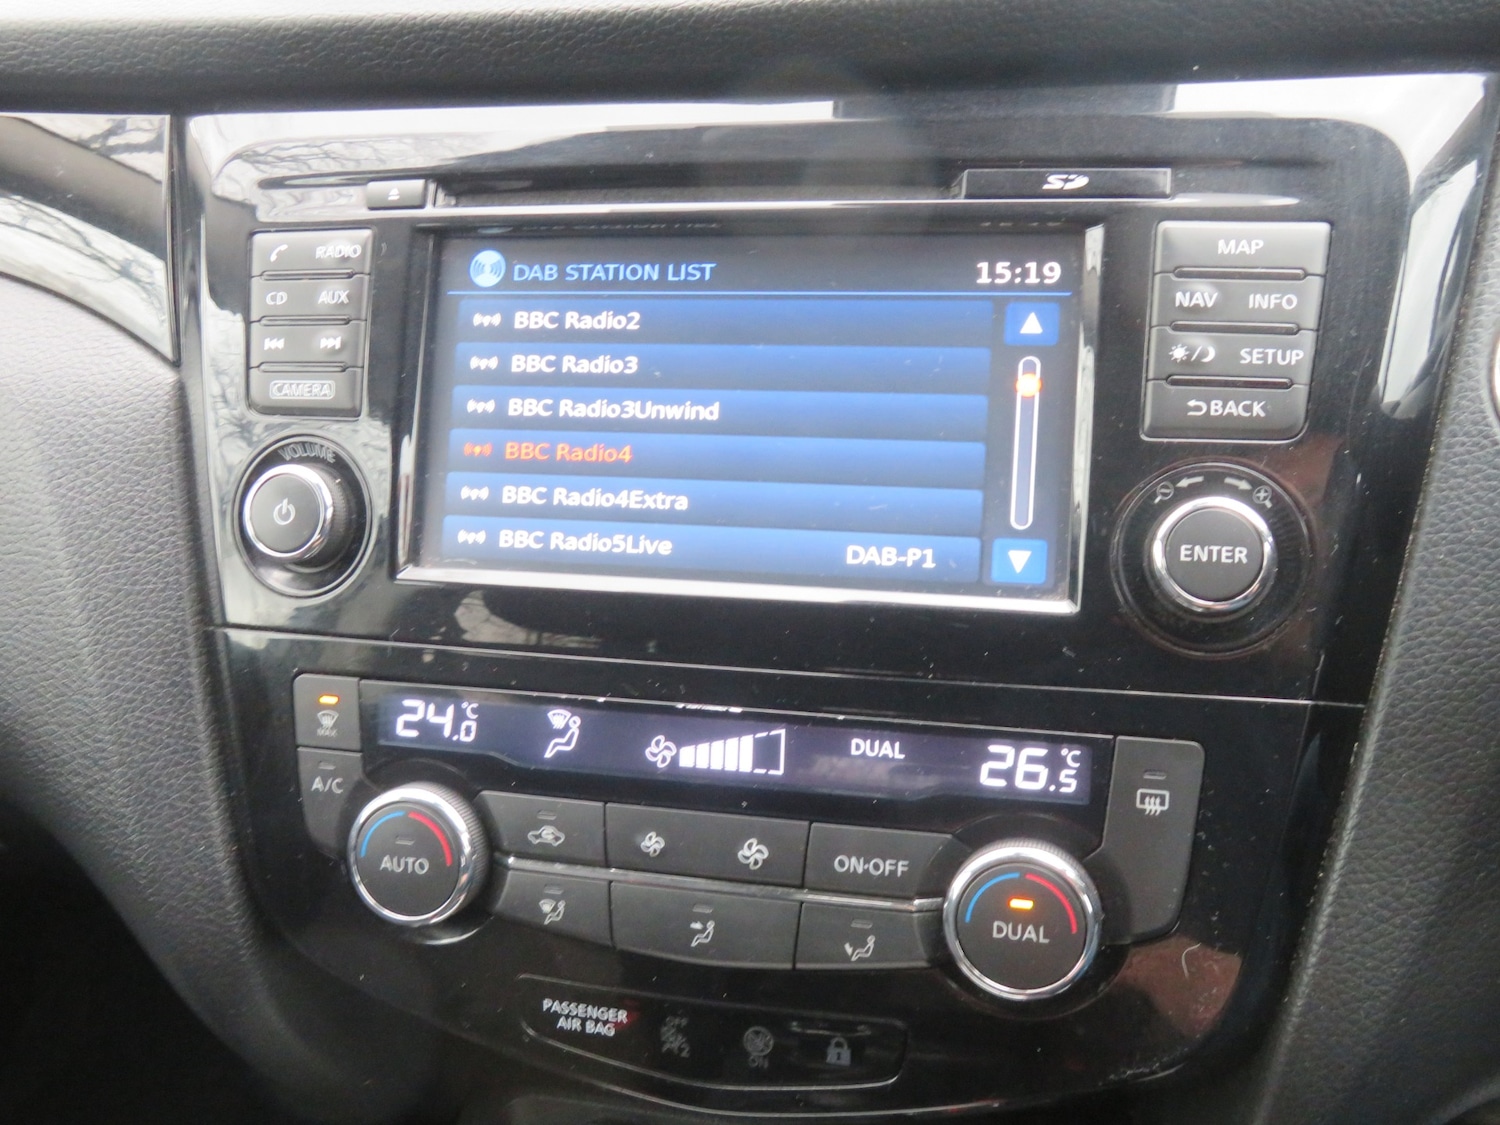 SD
RADIO
CD AUX
CAMERA
VOLUME
DAB STATION LIST 15:19
BBC Radio2
BBC Radio3
BBC Radio3Unwind
BBC Radio4
BBC Radio4Extra
BBC Radio5Live DAB-P1
MAP
NAV INFO
SETUP
BACK
ENTER
24.0 °C DUAL 26.5 °C
A/C
AUTO
ON·OFF
DUAL
PASSENGER
AIR BAG